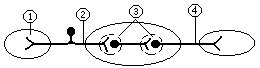 ① ② ③ ④